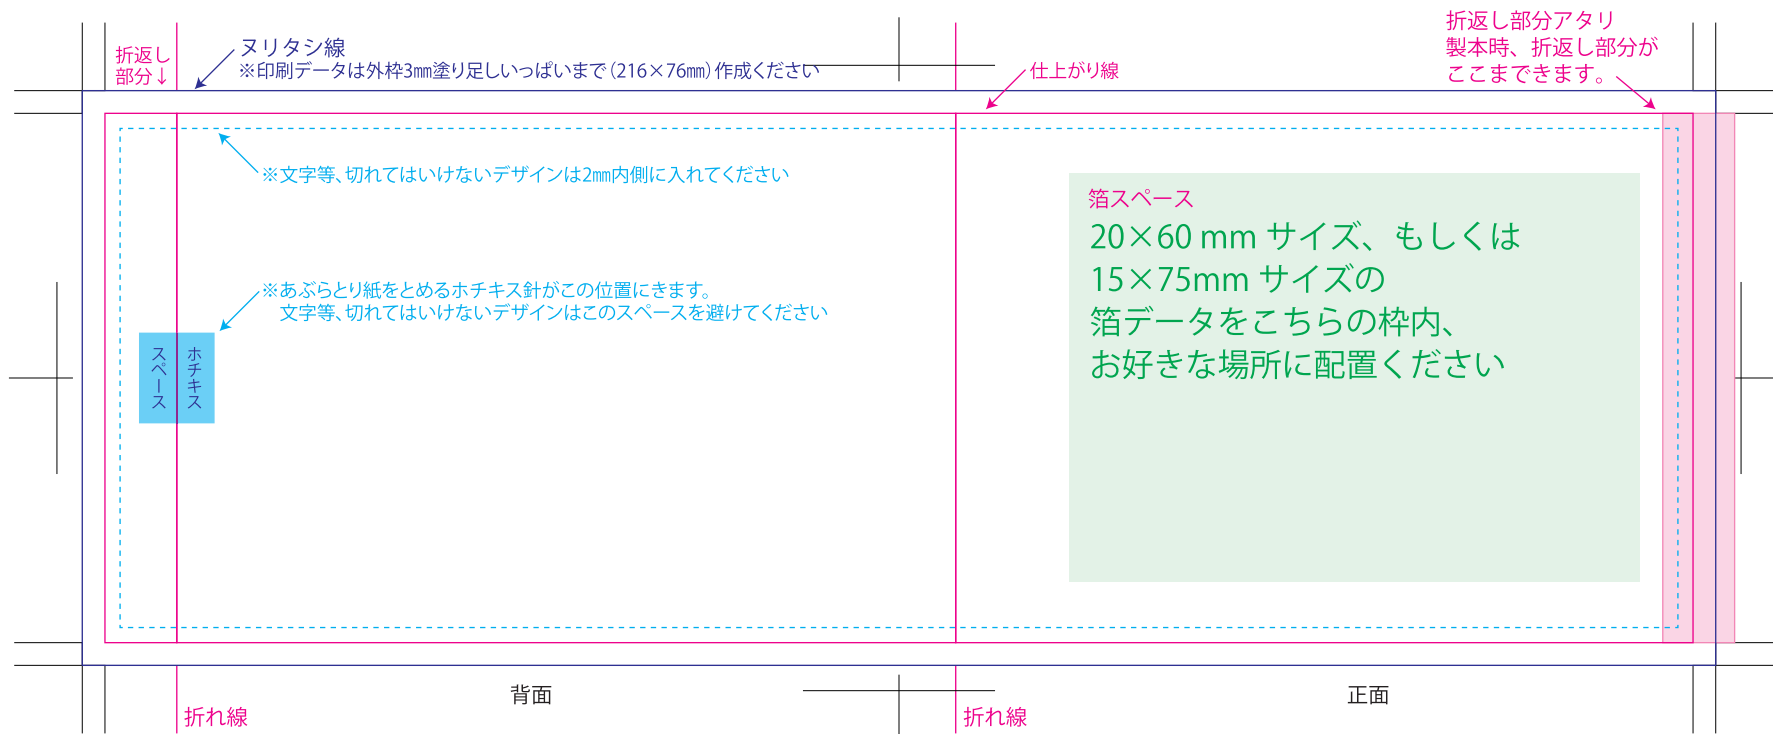 折返し
部分↓
ヌリタシ線
※印刷データは外枠3㎜塗り足しいっぱいまで（216×76㎜）作成ください
仕上がり線
折返し部分アタリ
製本時、折返し部分が
ここまできます。
※文字等、切れてはいけないデザインは2㎜内側に入れてください
箔スペース
20×60 mm サイズ、もしくは
15×75mm サイズの
箔データをこちらの枠内、
お好きな場所に配置ください
※あぶらとり紙をとめるホチキス針がこの位置にきます。
文字等、切れてはいけないデザインはこのスペースを避けてください
ホチキス
スペース
背面
正面
折れ線
折れ線